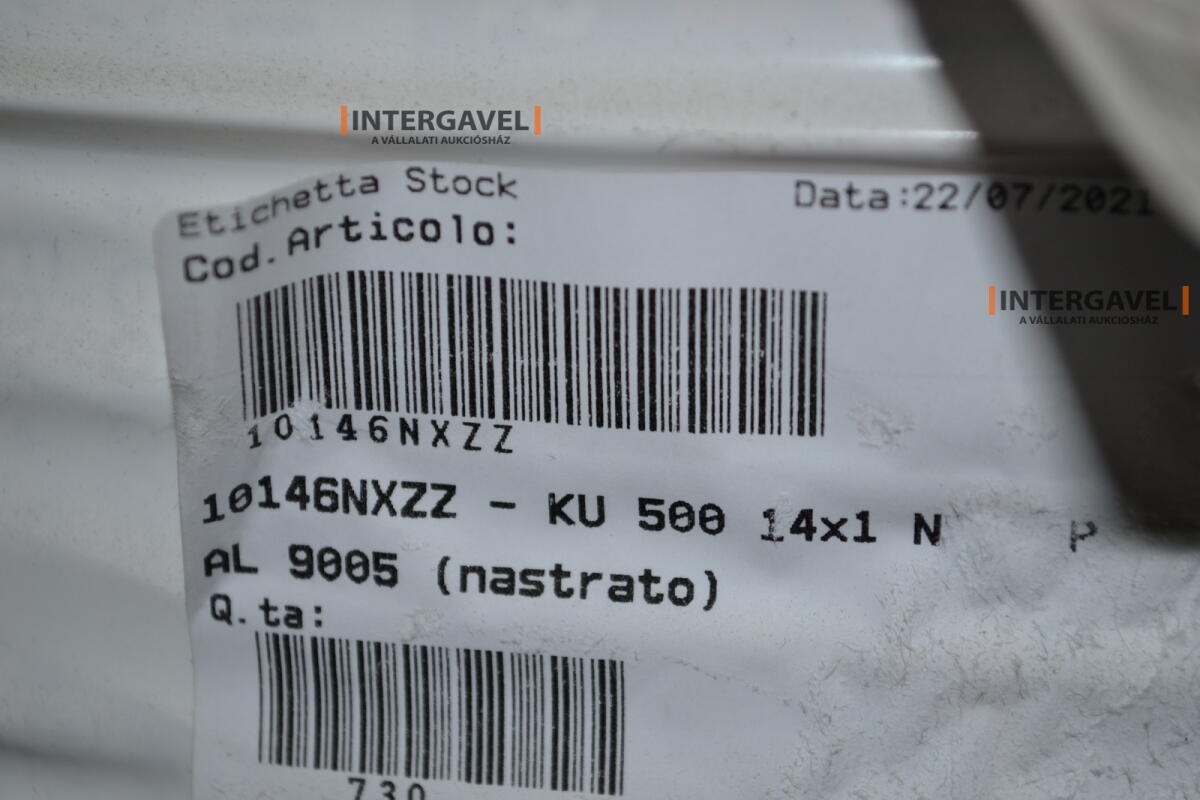 INTERGAVEL
A VÁLLALATI AUKCIÓSHÁZ
Etichetta Stock
Data:22/07/2021
Cod.Articolo:
INTERGAVEL
A VÁLLALATI AUKCIÓSHÁZ
10146NXZZ
10146NXZZ - KU 500 14x1 N P
AL 9005 (nastrato)
Q.ta:
730